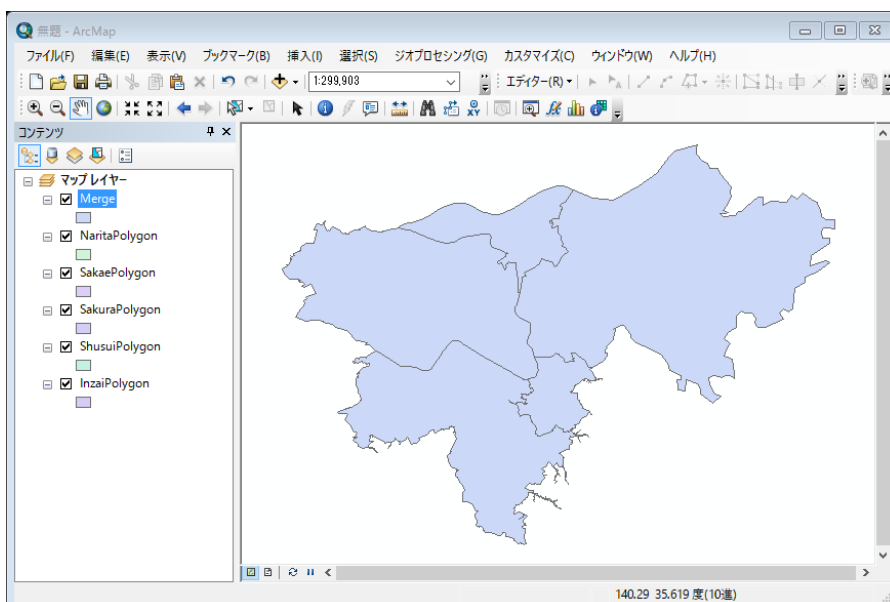 無題 - ArcMap
ファイル(F) 編集(E) 表示(V) ブックマーク(B) 挿入(I) 選択(S) ジオプロセシング(G) カスタマイズ(C) ウィンドウ(W) ヘルプ(H)
1:299,903 エディター(R)
コンテンツ
マップ レイヤー
Merge
NaritaPolygon
SakaePolygon
SakuraPolygon
ShusuiPolygon
InzaiPolygon
140.29 35.619 度(10進)